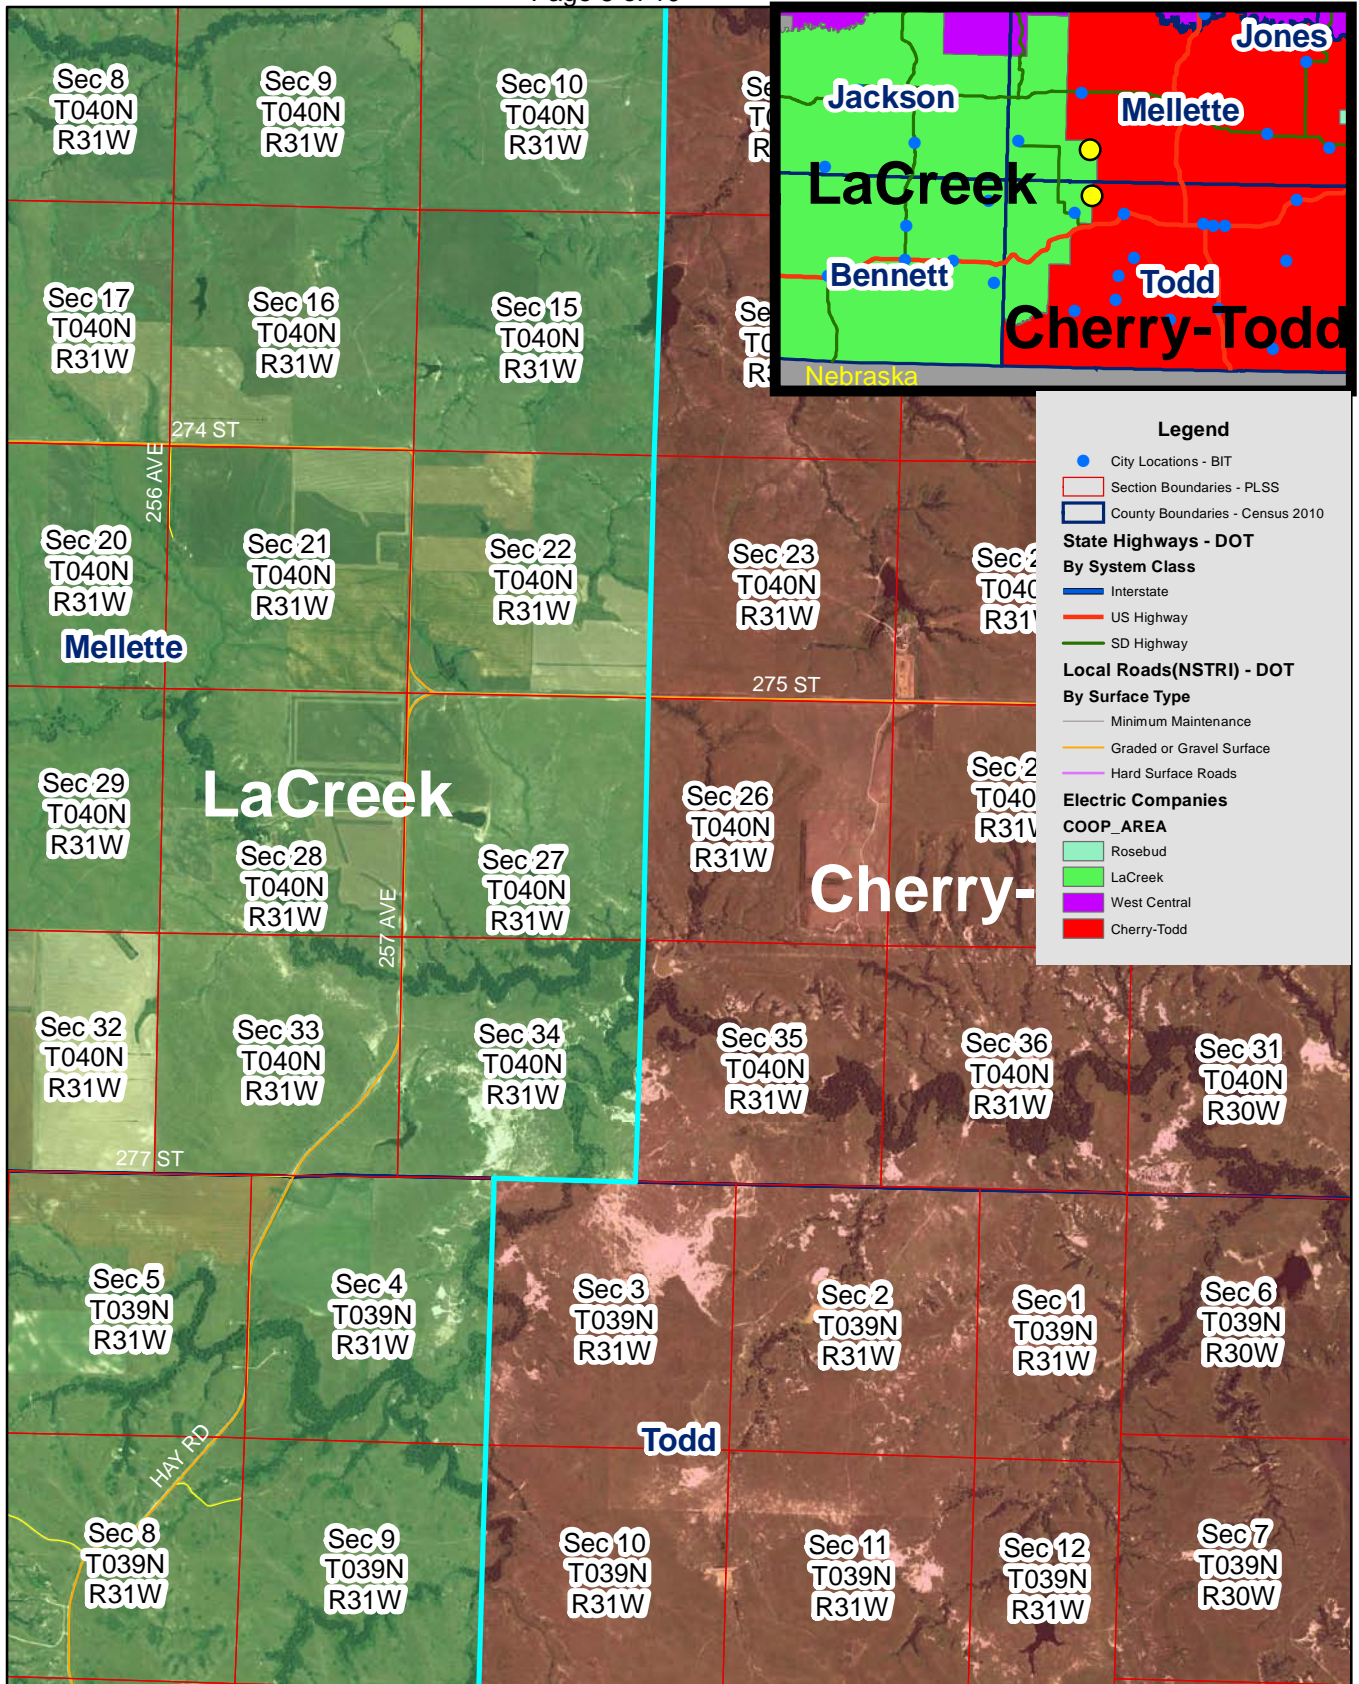 Sec 8
T040N
R31W
Sec 9
T040N
R31W
Sec 10
T040N
R31W
Jones
Jackson
Mellette
LaCreek
Bennett
Todd
Cherry-Todd
Nebraska
Sec 17
T040N
R31W
Sec 16
T040N
R31W
Sec 15
T040N
R31W
274 ST
256 AVE
Legend
City Locations - BIT
Section Boundaries - PLSS
County Boundaries - Census 2010
State Highways - DOT
By System Class
Interstate
US Highway
SD Highway
Local Roads(NSTRI) - DOT
By Surface Type
Minimum Maintenance
Graded or Gravel Surface
Hard Surface Roads
Electric Companies
COOP_AREA
Rosebud
LaCreek
West Central
Cherry-Todd
Sec 20
T040N
R31W
Sec 21
T040N
R31W
Sec 22
T040N
R31W
Sec 23
T040N
R31W
Mellette
275 ST
Sec 29
T040N
R31W
LaCreek
Sec 28
T040N
R31W
Sec 27
T040N
R31W
Sec 26
T040N
R31W
Cherry-
257 AVE
Sec 32
T040N
R31W
Sec 33
T040N
R31W
Sec 34
T040N
R31W
Sec 35
T040N
R31W
Sec 36
T040N
R31W
Sec 31
T040N
R30W
277 ST
Sec 5
T039N
R31W
Sec 4
T039N
R31W
Sec 3
T039N
R31W
Sec 2
T039N
R31W
Sec 1
T039N
R31W
Sec 6
T039N
R30W
Todd
HAY RD
Sec 8
T039N
R31W
Sec 9
T039N
R31W
Sec 10
T039N
R31W
Sec 11
T039N
R31W
Sec 12
T039N
R31W
Sec 7
T039N
R30W